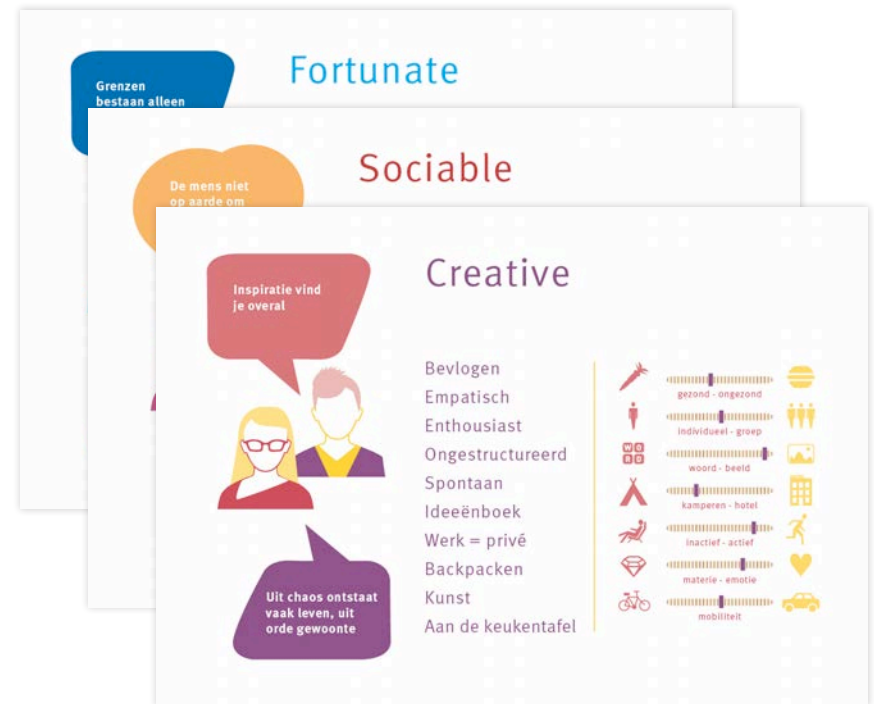 Fortunate
Grenzen
bestaan alleen
Sociable
De mens niet
op aarde om
Creative
Inspiratie vind
je overal
Bevlogen
Empatisch
Enthousiast
Ongestructureerd
Spontaan
Ideeënboek
Werk = privé
Backpacken
Kunst
Aan de keukentafel
Uit chaos ontstaat
vaak leven, uit
orde gewoonte
gezond - ongezond
individueel - groep
WO
RD
woord - beeld
kamperen - hotel
inactief - actief
materie - emotie
mobiliteit